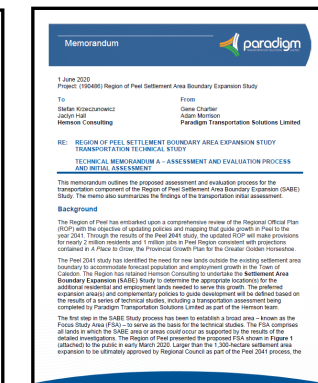 Memorandum
paradigm
1 June 2020
Project: (190486) Region of Peel Settlement Area Boundary Expansion Study
To From
Stefan Krzeczunowicz Gene Chartier
Jaclyn Hall Adam Morrison
Hemson Consulting Paradigm Transportation Solutions Limited
RE: REGION OF PEEL SETTLEMENT BOUNDARY AREA EXPANSION STUDY
TRANSPORTATION TECHNICAL STUDY
TECHNICAL MEMORANDUM A – ASSESSMENT AND EVALUATION PROCESS
AND INITIAL ASSESSMENT
This memorandum outlines the proposed assessment and evaluation process for the
transportation component of the Region of Peel Settlement Area Boundary Expansion (SABE)
Study. The memo also summarizes the findings of the transportation initial assessment.
Background
The Region of Peel has embarked upon a comprehensive review of the Regional Official Plan
(ROP) with the objective of updating policies and mapping that guide growth in Peel to the
year 2041. Through the results of the Peel 2041 study, the updated ROP will make provisions
for nearly 2 million residents and 1 million jobs in Peel Region consistent with projections
contained in A Place to Grow, the Provincial Growth Plan for the Greater Golden Horseshoe.
The Peel 2041 study has identified the need for new lands outside the existing settlement area
boundary to accommodate forecast population and employment growth in the Town of
Caledon. The Region has retained Hemson Consulting to undertake the Settlement Area
Boundary Expansion (SABE) Study to determine the appropriate location(s) for the
additional residential and employment lands needed to serve this growth. The preferred
expansion area(s) and complementary policies to guide development will be defined based on
the results of a series of technical studies, including a transportation assessment being
completed by Paradigm Transportation Solutions Limited as part of the Hemson team.
The first step in the SABE Study process has been to establish a broad area – known as the
Focus Study Area (FSA) – to serve as the basis for the technical studies. The FSA comprises
all lands in which the SABE area or areas could occur as supported by the results of the
detailed investigations. The Region of Peel presented the proposed FSA shown in Figure 1
(attached) to the public in early 2020. Larger than the 1,300-hectare settlement area
expansion to be ultimately approved by Regional Council as part of the Peel 2041 process, the